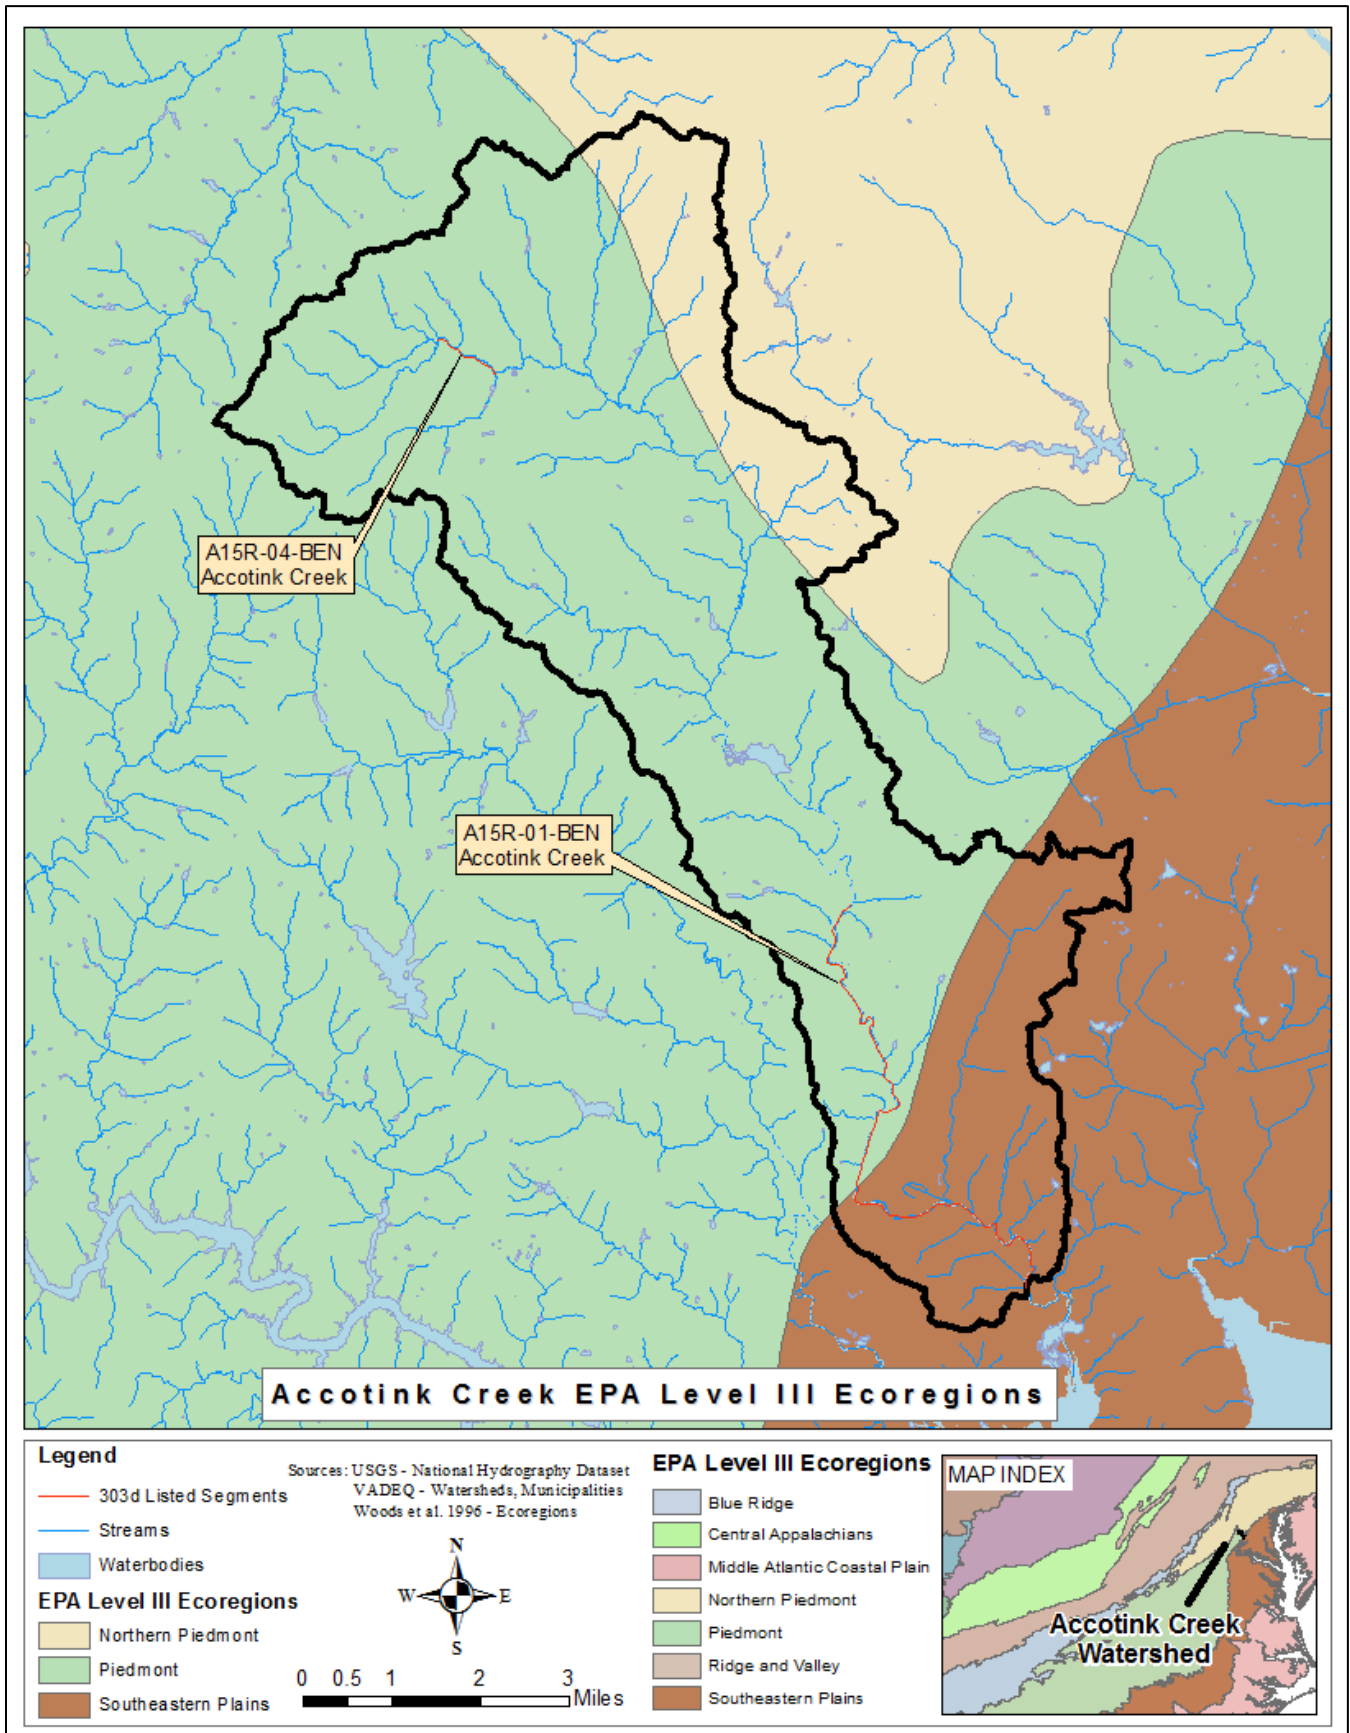 A15R-04-BEN
Accotink Creek
A15R-01-BEN
Accotink Creek
Accotink Creek EPA Level III Ecoregions
Legend
303d Listed Segments
Streams
Waterbodies
EPA Level III Ecoregions
Northern Piedmont
Piedmont
Southeastern Plains
Sources: USGS - National Hydrography Dataset
VADEQ - Watersheds, Municipalities
Woods et al. 1996 - Ecoregions
N
W E
S
0 0.5 1 2 3
Miles
EPA Level III Ecoregions
Blue Ridge
Central Appalachians
Middle Atlantic Coastal Plain
Northern Piedmont
Piedmont
Ridge and Valley
Southeastern Plains
MAP INDEX
Accotink Creek
Watershed